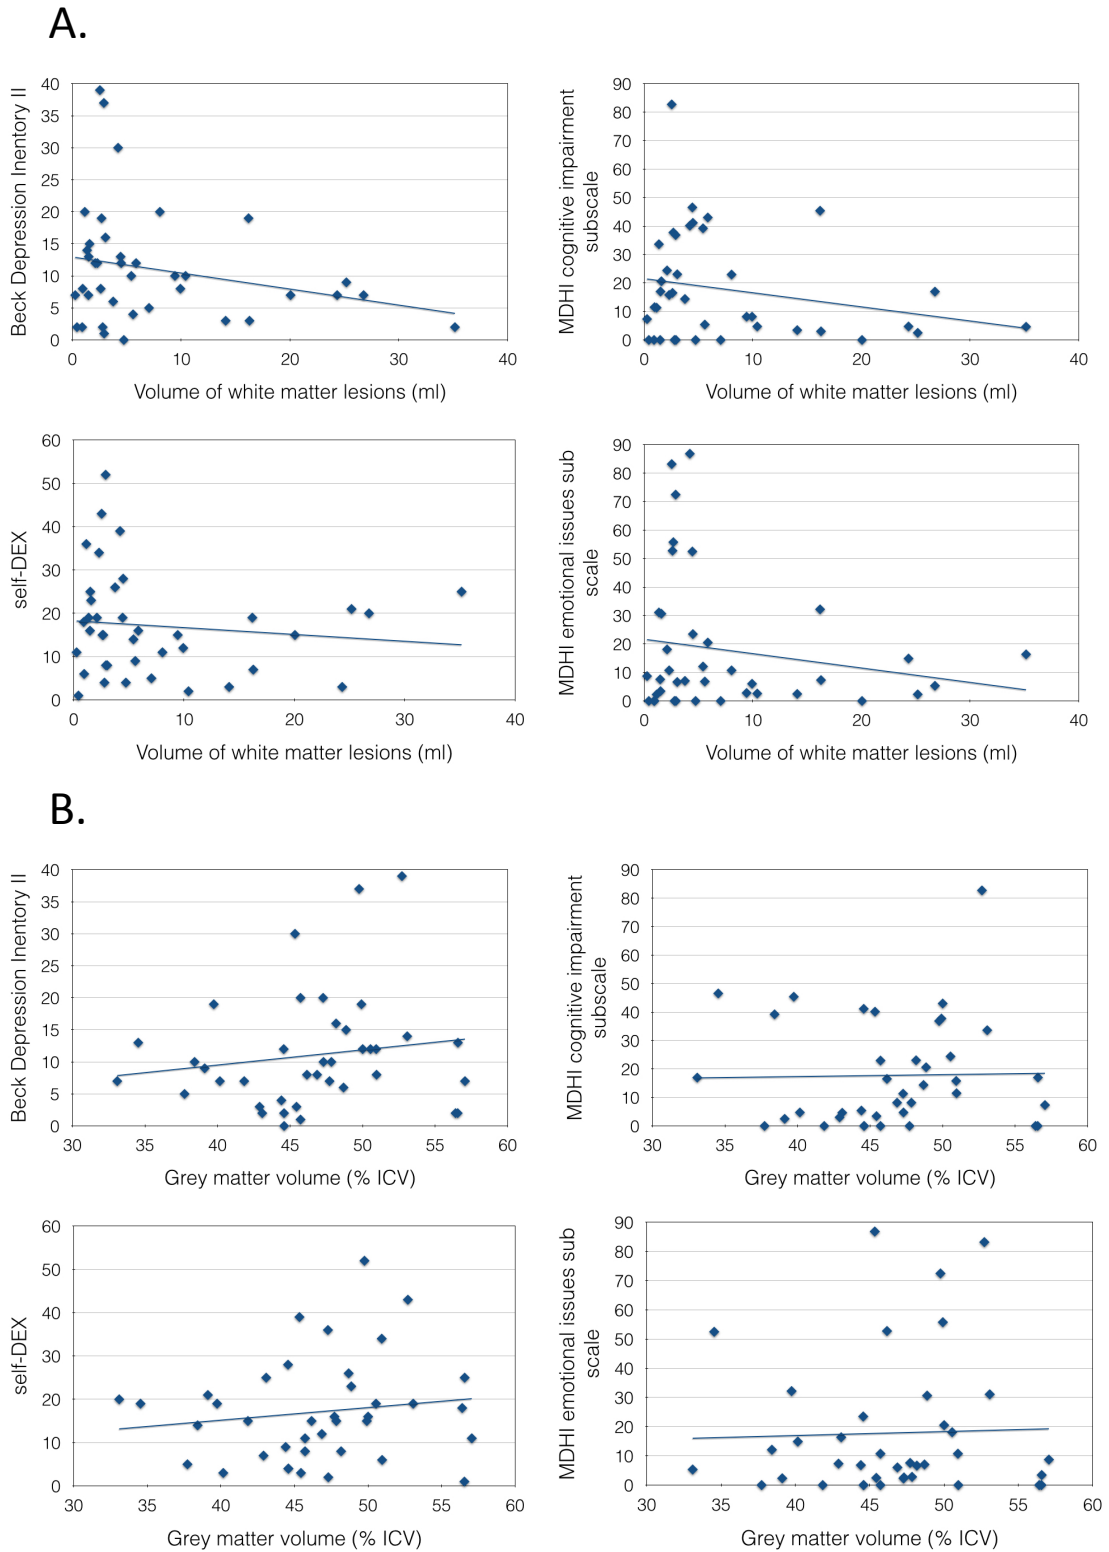 A.
Beck Depression Inentory II
40
35
30
25
20
15
10
5
0
0 10 20 30 40
Volume of white matter lesions (ml)
MDHI cognitive impairment
subscale
90
80
70
60
50
40
30
20
10
0
0 10 20 30 40
Volume of white matter lesions (ml)
self-DEX
60
50
40
30
20
10
0
0 10 20 30 40
Volume of white matter lesions (ml)
MDHI emotional issues sub
scale
90
80
70
60
50
40
30
20
10
0
0 10 20 30 40
Volume of white matter lesions (ml)
B.
Beck Depression Inentory II
40
35
30
25
20
15
10
5
0
30 35 40 45 50 55 60
Grey matter volume (% ICV)
MDHI cognitive impairment
subscale
90
80
70
60
50
40
30
20
10
0
30 35 40 45 50 55 60
Grey matter volume (% ICV)
self-DEX
60
50
40
30
20
10
0
30 35 40 45 50 55 60
Grey matter volume (% ICV)
MDHI emotional issues sub
scale
90
80
70
60
50
40
30
20
10
0
30 35 40 45 50 55 60
Grey matter volume (% ICV)